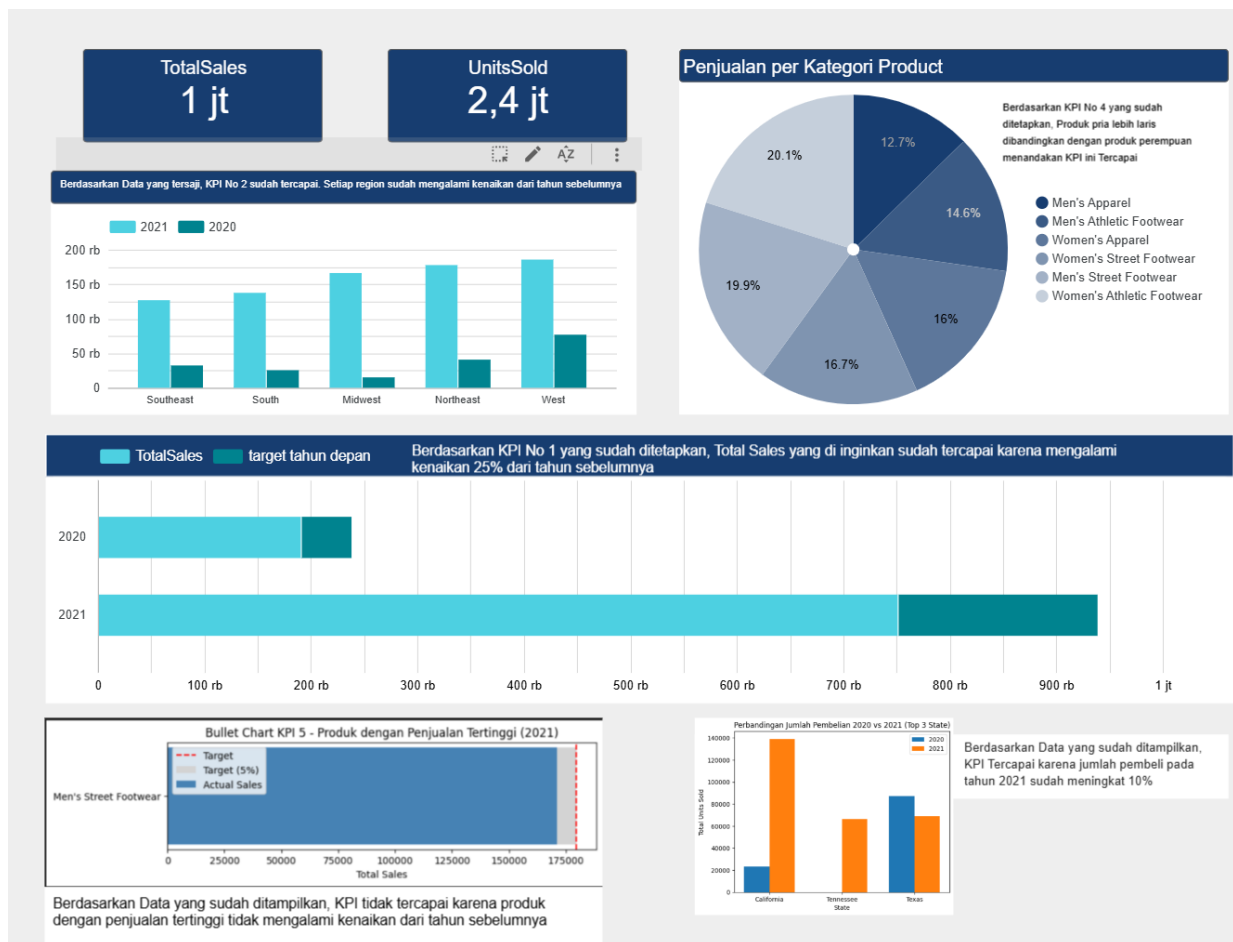 TotalSales
1 jt
UnitsSold
2,4 jt
Penjualan per Kategori Product
Berdasarkan KPI No 4 yang sudah
ditetapkan, Produk pria lebih laris
dibandingkan dengan produk perempuan
menandakan KPI ini Tercapai
12.7%
14.6%
16%
16.7%
19.9%
20.1%
Men's Apparel
Men's Athletic Footwear
Women's Apparel
Women's Street Footwear
Men's Street Footwear
Women's Athletic Footwear
AZ
Berdasarkan Data yang tersaji, KPI No 2 sudah tercapai. Setiap region sudah mengalami kenaikan dari tahun sebelumnya
2021 2020
200 rb
150 rb
100 rb
50 rb
0
Southeast South Midwest Northeast West
TotalSales target tahun depan
Berdasarkan KPI No 1 yang sudah ditetapkan, Total Sales yang di inginkan sudah tercapai karena mengalami
kenaikan 25% dari tahun sebelumnya
2020
2021
0 100 rb 200 rb 300 rb 400 rb 500 rb 600 rb 700 rb 800 rb 900 rb 1 jt
Bullet Chart KPI 5 - Produk dengan Penjualan Tertinggi (2021)
Target
Target (5%)
Actual Sales
Men's Street Footwear
0 25000 50000 75000 100000 125000 150000 175000
Total Sales
Berdasarkan Data yang sudah ditampilkan, KPI tidak tercapai karena produk
dengan penjualan tertinggi tidak mengalami kenaikan dari tahun sebelumnya
Perbandingan Jumlah Pembelian 2020 vs 2021 (Top 3 State)
2020
2021
140000
120000
100000
80000
60000
40000
20000
0
Total Units Sold
California Tennessee Texas
State
Berdasarkan Data yang sudah ditampilkan,
KPI Tercapai karena jumlah pembeli pada
tahun 2021 sudah meningkat 10%